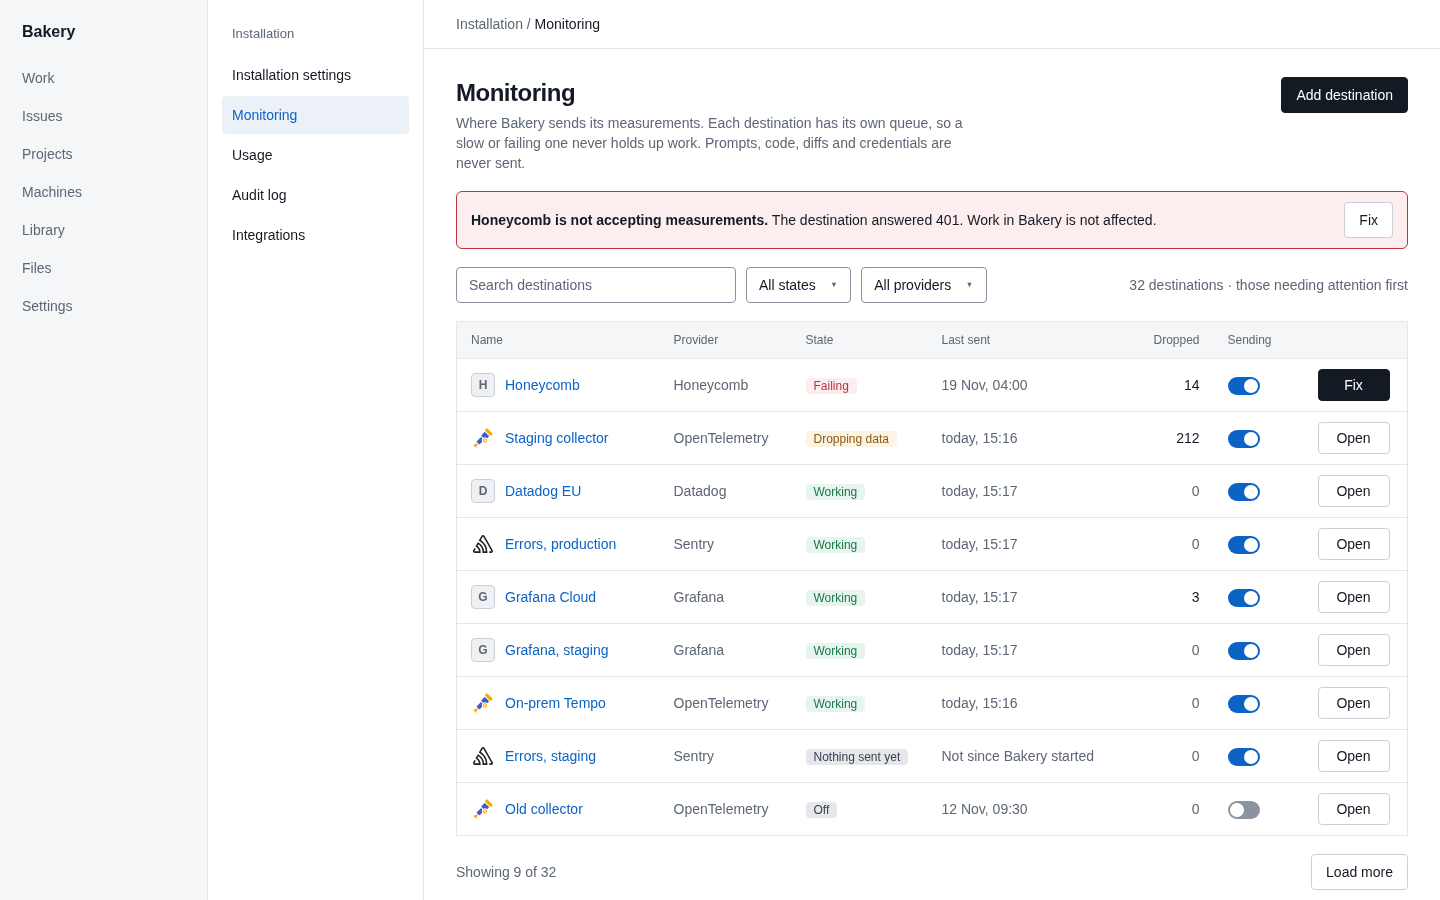 Bakery
Work
Issues
Projects
Machines
Library
Files
Settings
Installation
Installation settings
Monitoring
Usage
Audit log
Integrations
Installation / Monitoring
Monitoring
Add destination
Where Bakery sends its measurements. Each destination has its own queue, so a
slow or failing one never holds up work. Prompts, code, diffs and credentials are
never sent.
Honeycomb is not accepting measurements. The destination answered 401. Work in Bakery is not affected. Fix
Search destinations All states All providers 32 destinations · those needing attention first
Name Provider State Last sent Dropped Sending
H Honeycomb Honeycomb Failing 19 Nov, 04:00 14 Fix
Staging collector OpenTelemetry Dropping data today, 15:16 212 Open
D Datadog EU Datadog Working today, 15:17 0 Open
Errors, production Sentry Working today, 15:17 0 Open
G Grafana Cloud Grafana Working today, 15:17 3 Open
G Grafana, staging Grafana Working today, 15:17 0 Open
On-prem Tempo OpenTelemetry Working today, 15:16 0 Open
Errors, staging Sentry Nothing sent yet Not since Bakery started 0 Open
Old collector OpenTelemetry Off 12 Nov, 09:30 0 Open
Showing 9 of 32 Load more